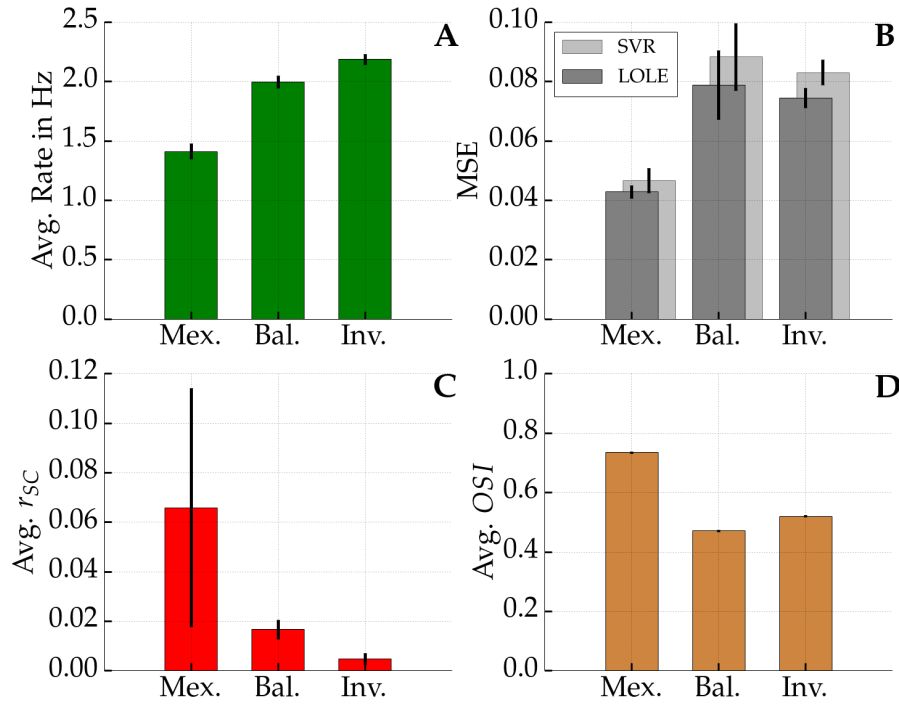 A
Avg. Rate in Hz
2.5
2.0
1.5
1.0
0.5
0.0
Mex. Bal. Inv.
B
SVR
LOLE
MSE
0.10
0.08
0.06
0.04
0.02
0.00
Mex. Bal. Inv.
C
Avg. r_SC
0.12
0.10
0.08
0.06
0.04
0.02
0.00
Mex. Bal. Inv.
D
Avg. OSI
1.0
0.8
0.6
0.4
0.2
0.0
Mex. Bal. Inv.